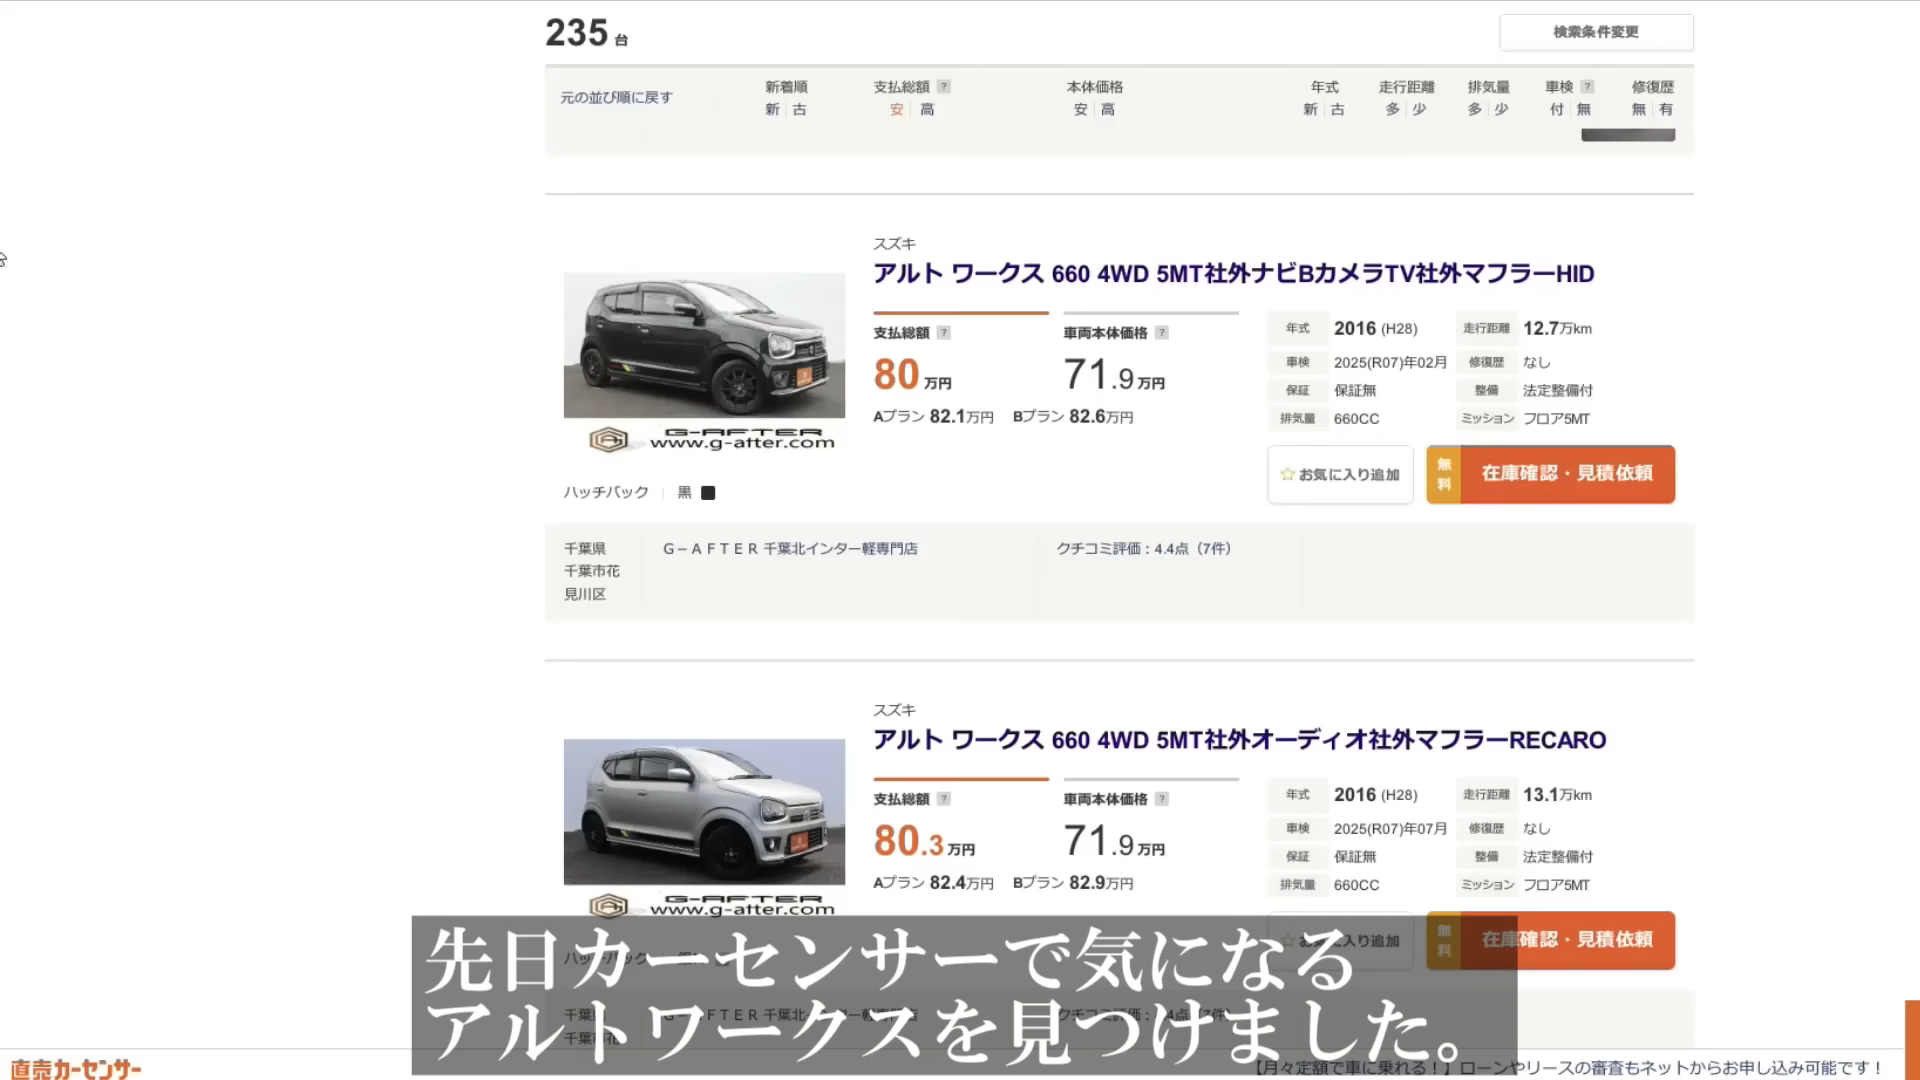 235 台
検索条件変更
元の並び順に戻す
新着順
新 古
支払総額 ?
安 高
本体価格
安 高
年式
新 古
走行距離
多 少
排気量
多 少
車検 ?
付 無
修復歴
無 有
スズキ
アルト ワークス 660 4WD 5MT社外ナビBカメラTV社外マフラーHID
支払総額 ?
80 万円
車両本体価格 ?
71.9 万円
Aプラン 82.1万円 Bプラン 82.6万円
年式 2016 (H28) 走行距離 12.7万km
車検 2025(R07)年02月 修復歴 なし
保証 保証無 整備 法定整備付
排気量 660CC ミッション フロア5MT
G-AFTER
www.g-after.com
ハッチバック 黒
お気に入り追加
無料 在庫確認・見積依頼
千葉県
千葉市花
見川区
G－AFTER 千葉北インター軽専門店
クチコミ評価：4.4点（7件）
スズキ
アルト ワークス 660 4WD 5MT社外オーディオ社外マフラーRECARO
支払総額 ?
80.3 万円
車両本体価格 ?
71.9 万円
Aプラン 82.4万円 Bプラン 82.9万円
年式 2016 (H28) 走行距離 13.1万km
車検 2025(R07)年07月 修復歴 なし
保証 保証無 整備 法定整備付
排気量 660CC ミッション フロア5MT
G-AFTER
www.g-after.com
無料 在庫確認・見積依頼
先日カーセンサーで気になる
アルトワークスを見つけました。
直売カーセンサー
【月々定額で車に乗れる！】ローンやリースの審査もネットからお申し込み可能です！